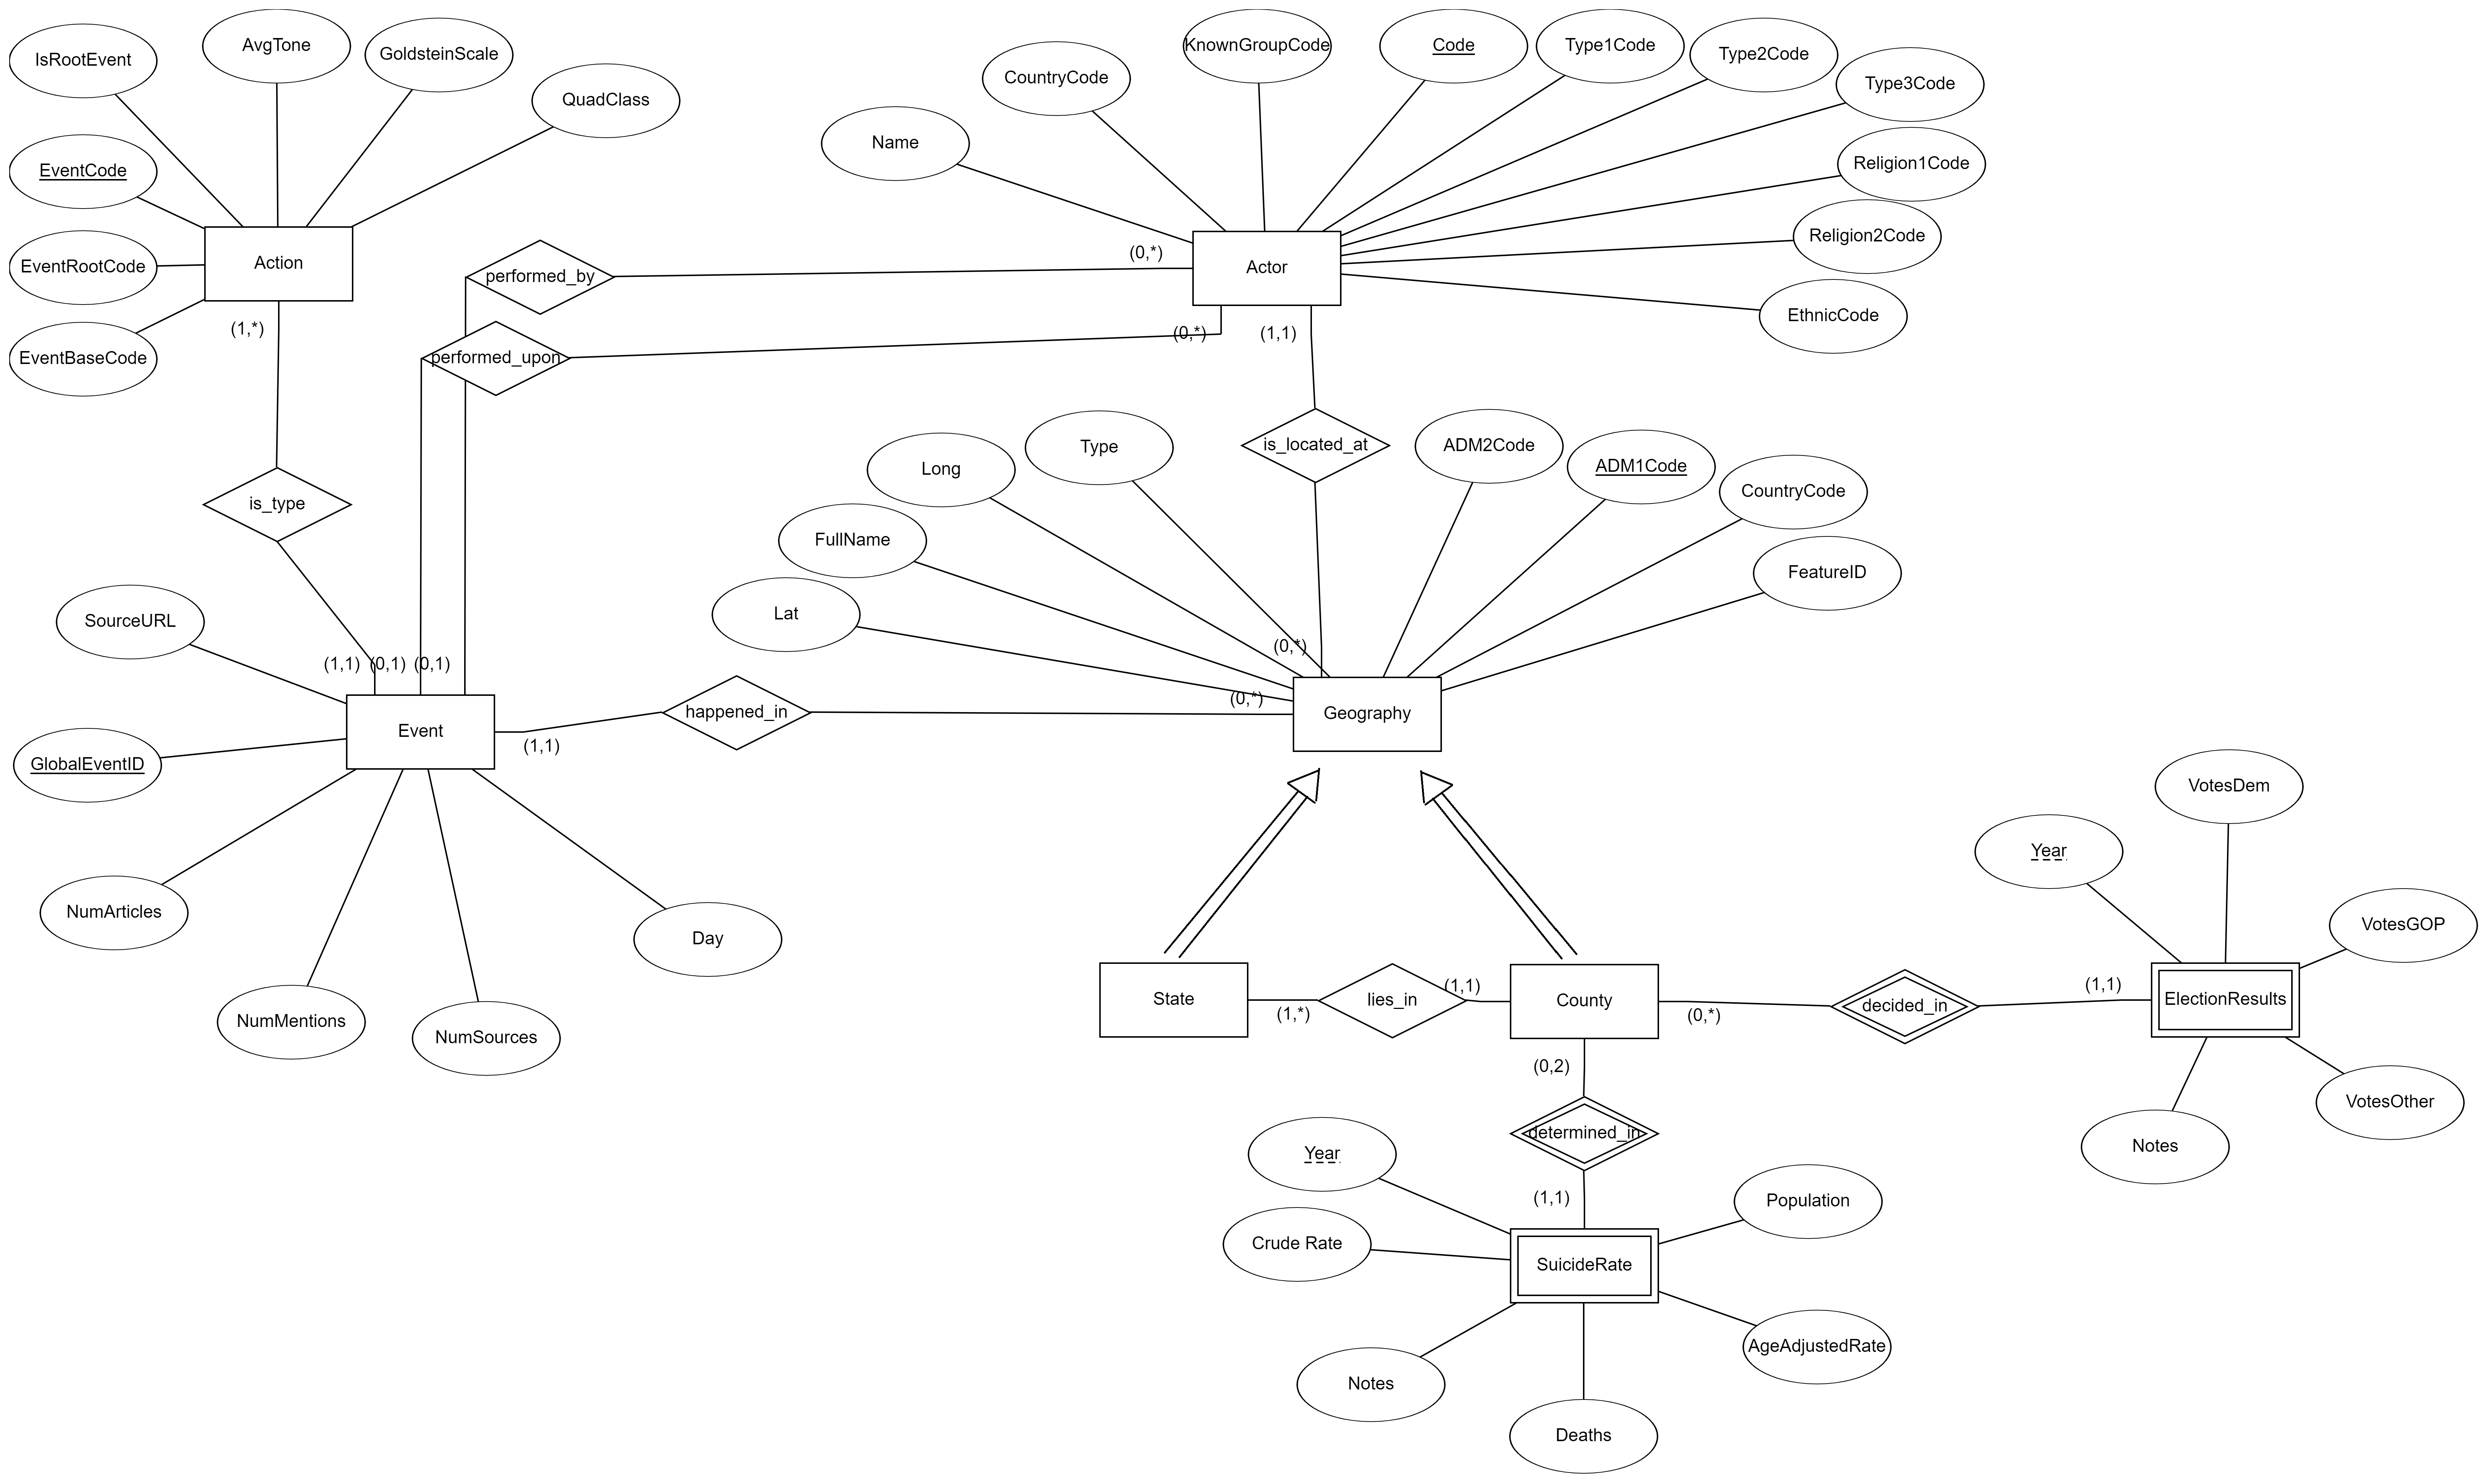 IsRootEvent
AvgTone
GoldsteinScale
QuadClass
EventCode
EventRootCode
EventBaseCode
Action
(1,*)
Name
CountryCode
KnownGroupCode
Code
Type1Code
Type2Code
Type3Code
Religion1Code
Religion2Code
EthnicCode
Actor
(0,*)
(0,*)
(1,1)
performed_by
performed_upon
is_located_at
is_type
Lat
FullName
Long
Type
ADM2Code
ADM1Code
CountryCode
FeatureID
(0,*)
(0,*)
Geography
SourceURL
(1,1)
(0,1)
(0,1)
Event
(1,1)
happened_in
GlobalEventID
NumArticles
NumMentions
NumSources
Day
State
(1,*)
lies_in
(1,1)
County
(0,*)
decided_in
(1,1)
ElectionResults
Year
VotesDem
VotesGOP
VotesOther
Notes
(0,2)
determined_in
(1,1)
SuicideRate
Year
Crude Rate
Notes
Deaths
AgeAdjustedRate
Population